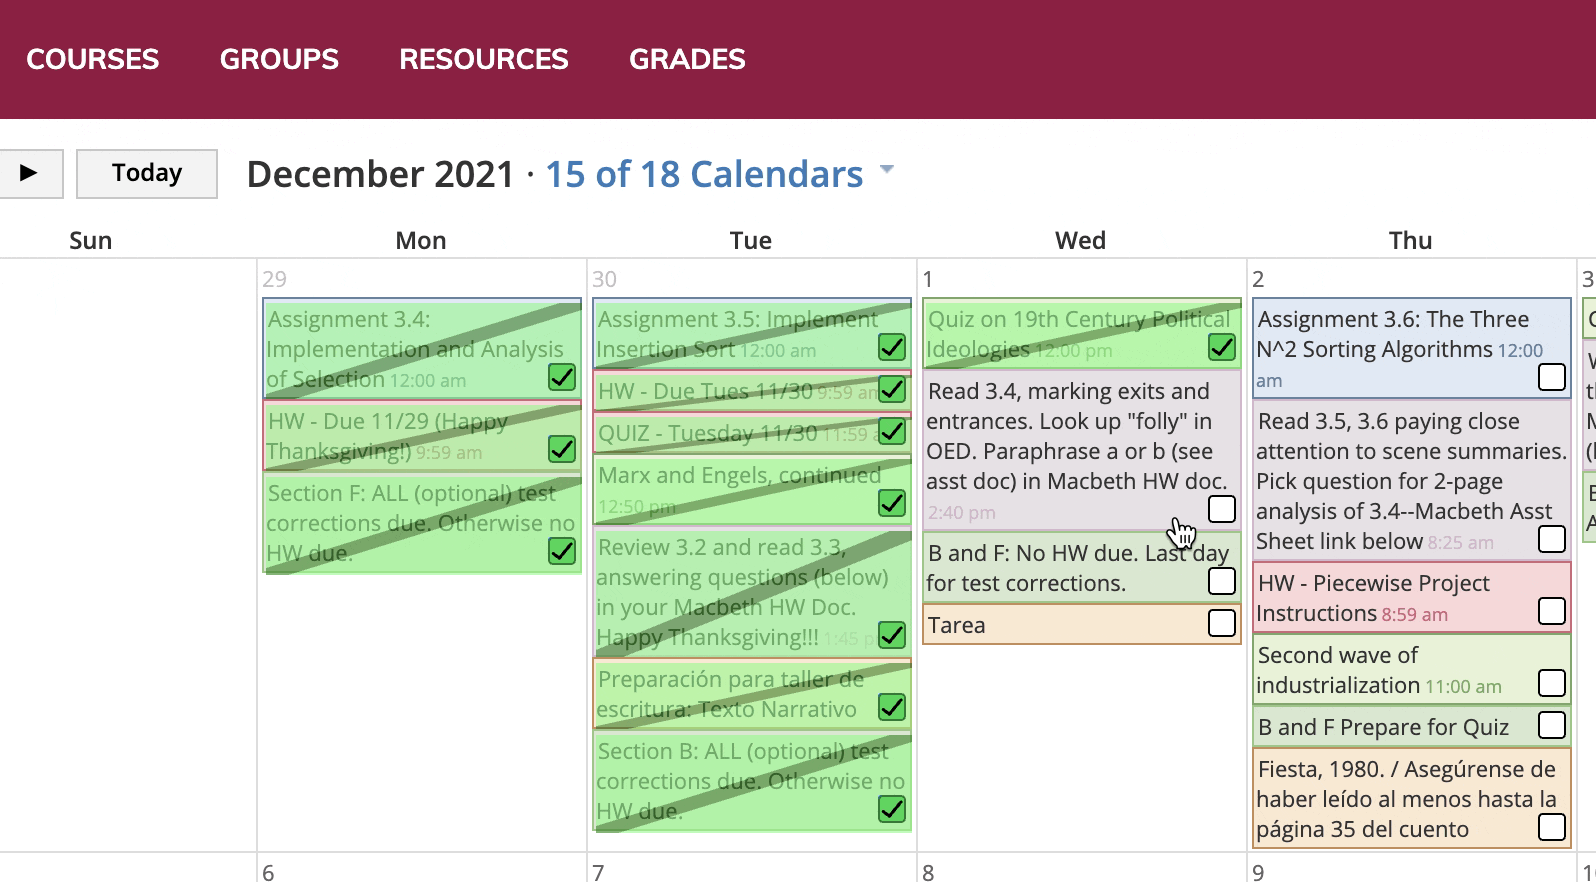 COURSES GROUPS RESOURCES GRADES
Today
December 2021 · 15 of 18 Calendars
Sun Mon Tue Wed Thu
29
Assignment 3.4:
Implementation and Analysis
of Selection 12:00 am
HW - Due 11/29 (Happy
Thanksgiving!) 9:59 am
Section F: ALL (optional) test
corrections due. Otherwise no
HW due.
30
Assignment 3.5: Implement
Insertion Sort 12:00 am
HW - Due Tues 11/30 9:59 am
QUIZ - Tuesday 11/30 11:59 a
Marx and Engels, continued
12:50 pm
Review 3.2 and read 3.3,
answering questions (below)
in your Macbeth HW Doc.
Happy Thanksgiving!!! 1:45 p
Preparación para taller de
escritura: Texto Narrativo
Section B: ALL (optional) test
corrections due. Otherwise no
HW due.
1
Quiz on 19th Century Political
Ideologies 12:00 pm
Read 3.4, marking exits and
entrances. Look up "folly" in
OED. Paraphrase a or b (see
asst doc) in Macbeth HW doc.
2:40 pm
B and F: No HW due. Last day
for test corrections.
Tarea
2
Assignment 3.6: The Three
N^2 Sorting Algorithms 12:00
am
Read 3.5, 3.6 paying close
attention to scene summaries.
Pick question for 2-page
analysis of 3.4--Macbeth Asst
Sheet link below 8:25 am
HW - Piecewise Project
Instructions 8:59 am
Second wave of
industrialization 11:00 am
B and F Prepare for Quiz
Fiesta, 1980. / Asegúrense de
haber leído al menos hasta la
página 35 del cuento
3
6 7 8 9